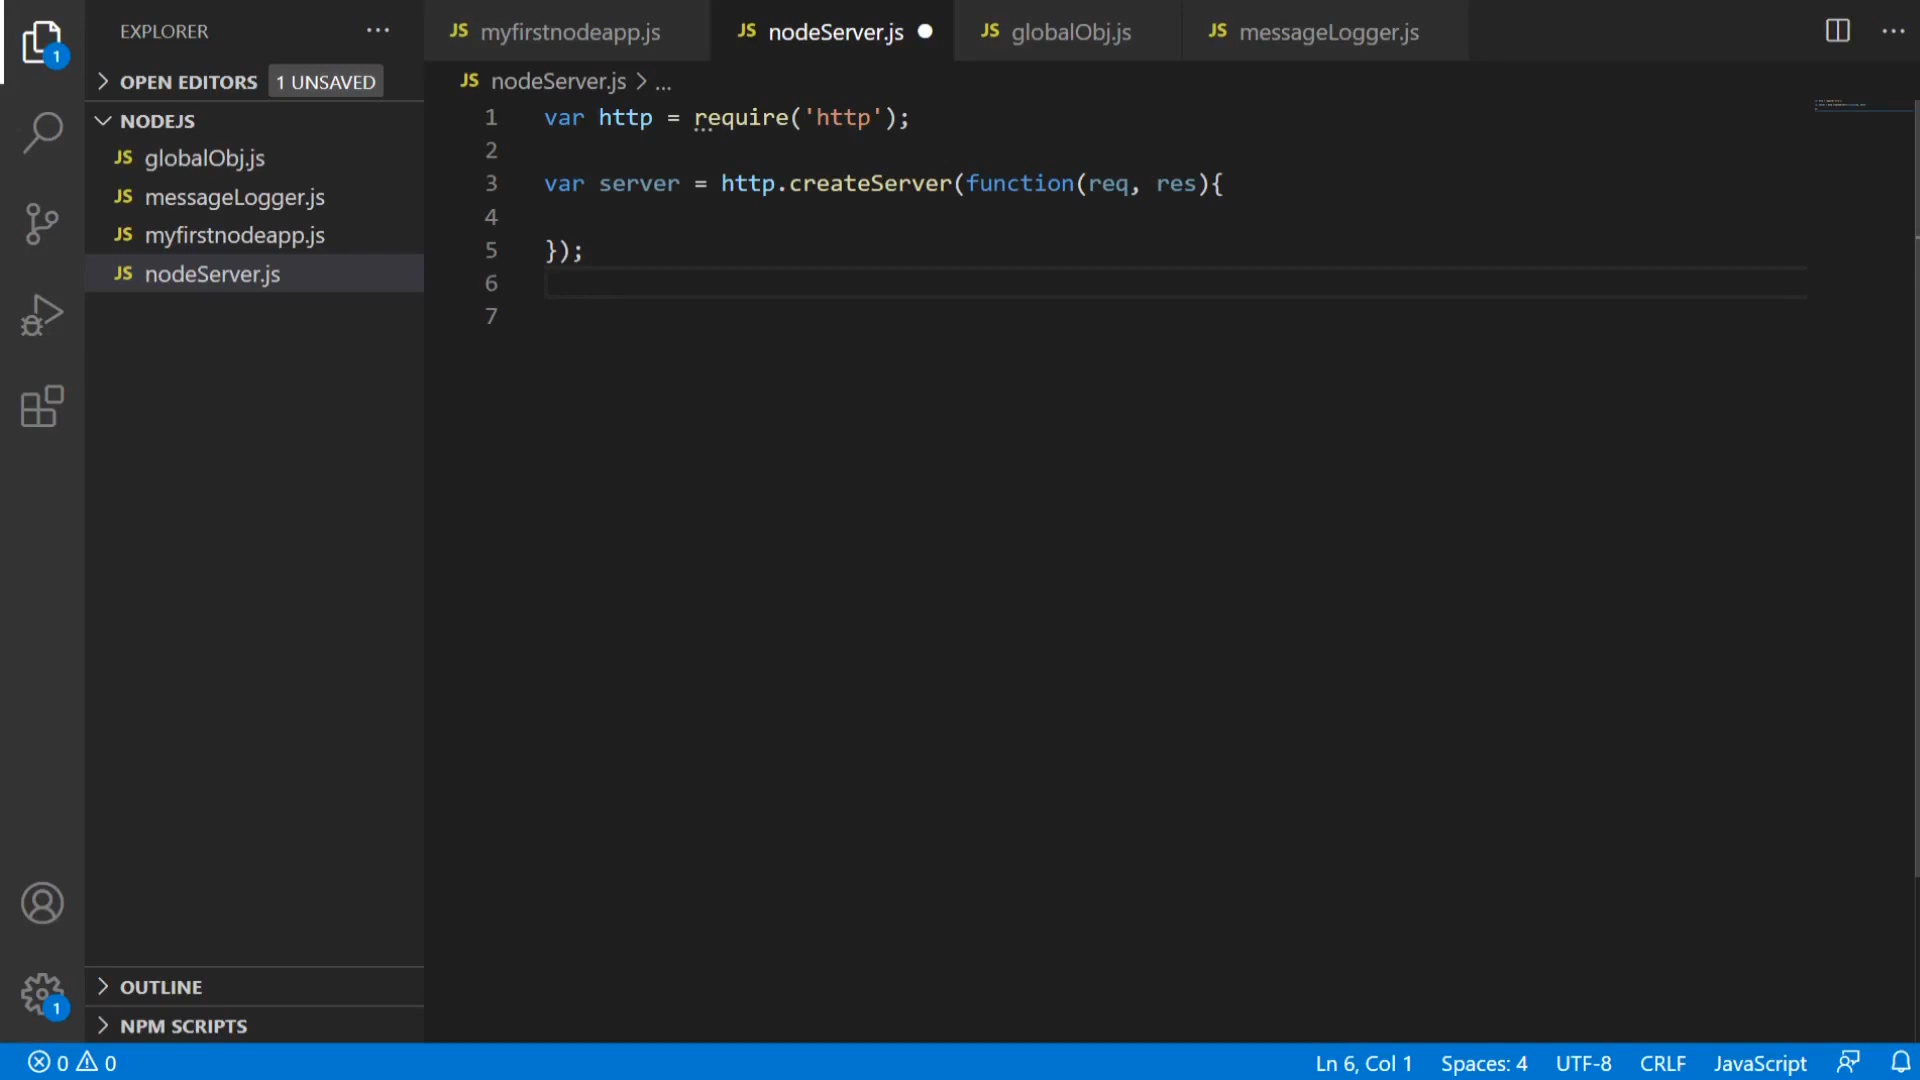 EXPLORER ...
OPEN EDITORS 1 UNSAVED
NODEJS
JS globalObj.js
JS messageLogger.js
JS myfirstnodeapp.js
JS nodeServer.js
OUTLINE
NPM SCRIPTS
1
1
JS myfirstnodeapp.js JS nodeServer.js JS globalObj.js JS messageLogger.js ...
JS nodeServer.js > ...
1 var http = require('http');
2
3 var server = http.createServer(function(req, res){
4
5 });
6
7
0 0 Ln 6, Col 1 Spaces: 4 UTF-8 CRLF JavaScript